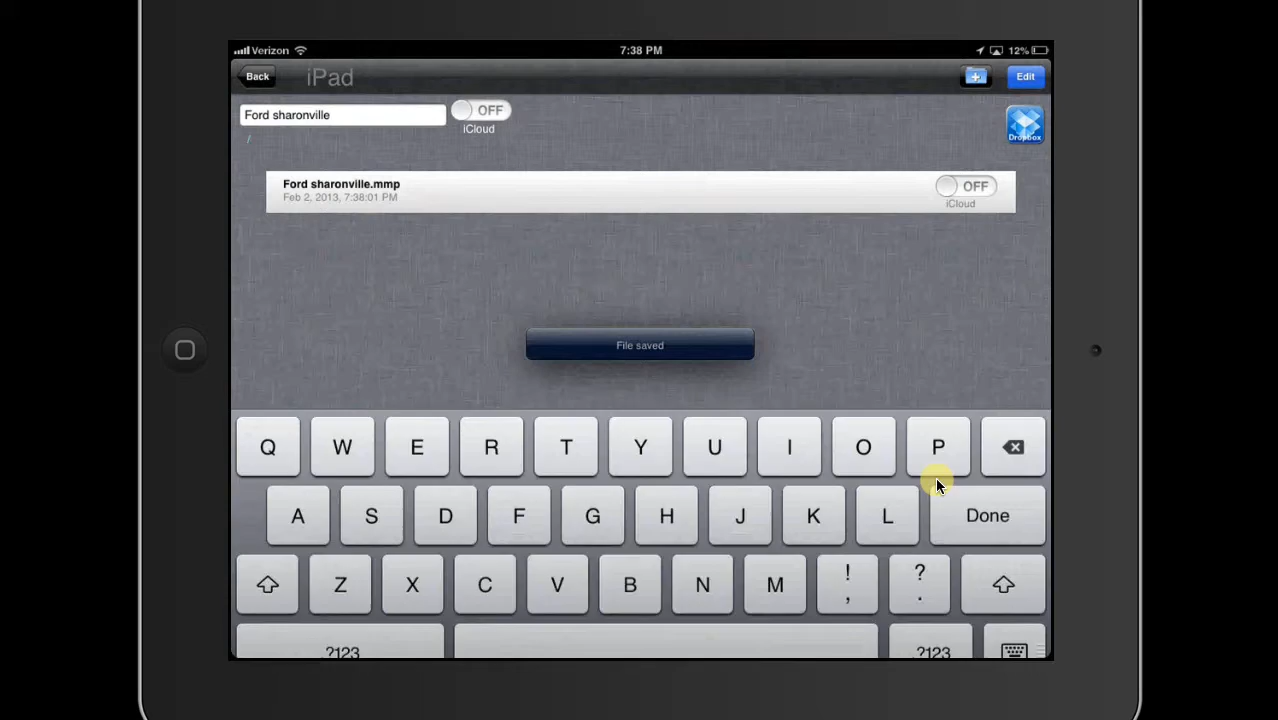 Verizon 7:38 PM 12%
Back iPad Edit
Ford sharonville OFF
iCloud
Dropbox
/
Ford sharonville.mmp OFF
Feb 2, 2013, 7:38:01 PM iCloud
File saved
Q W E R T Y U I O P
A S D F G H J K L Done
Z X C V B N M ! , ? .
.?123 .?123